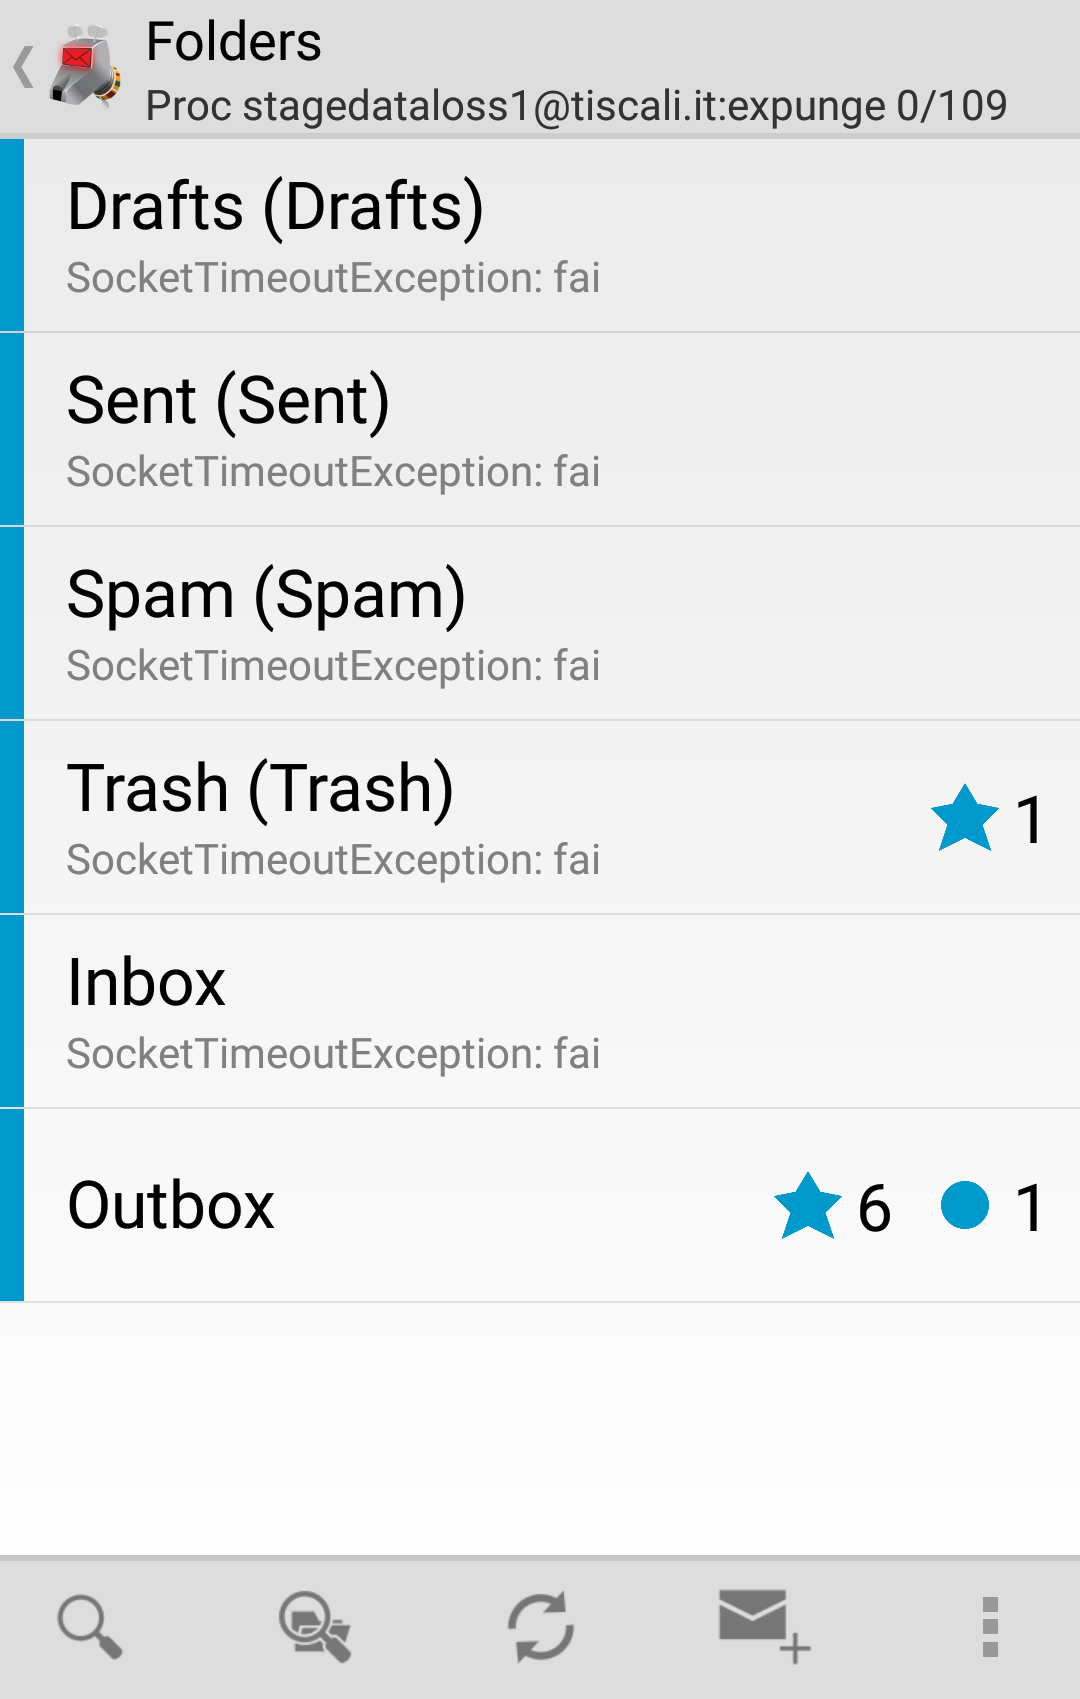 Folders
Proc stagedataloss1@tiscali.it:expunge 0/109
Drafts (Drafts)
SocketTimeoutException: fai
Sent (Sent)
SocketTimeoutException: fai
Spam (Spam)
SocketTimeoutException: fai
Trash (Trash)
1
SocketTimeoutException: fai
Inbox
SocketTimeoutException: fai
Outbox 6 1